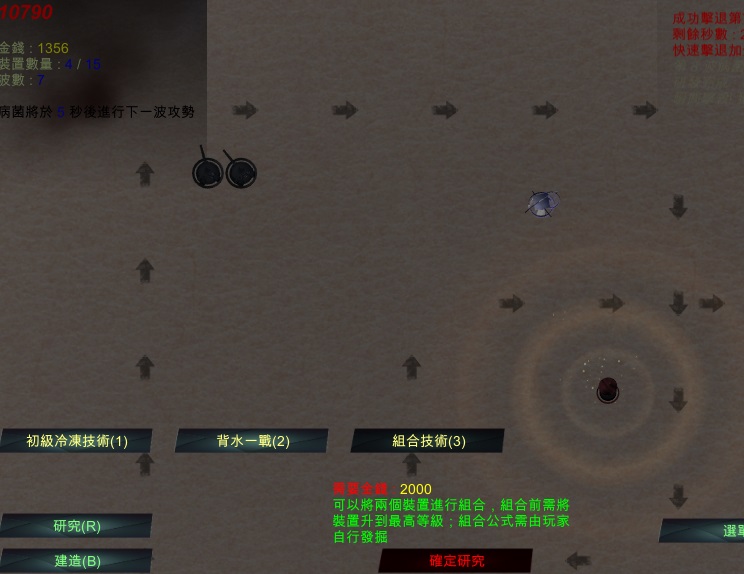 10790
金錢 : 1356
裝置數量 : 4 / 15
波數 : 7
病菌將於 5 秒後進行下一波攻勢
成功擊退第
剩餘秒數 : 2
快速擊退加
初級冷凍技術(1)
背水一戰(2)
組合技術(3)
需要金錢 : 2000
可以將兩個裝置進行組合，組合前需將
裝置升到最高等級；組合公式需由玩家
自行發掘
研究(R)
選單
建造(B)
確定研究